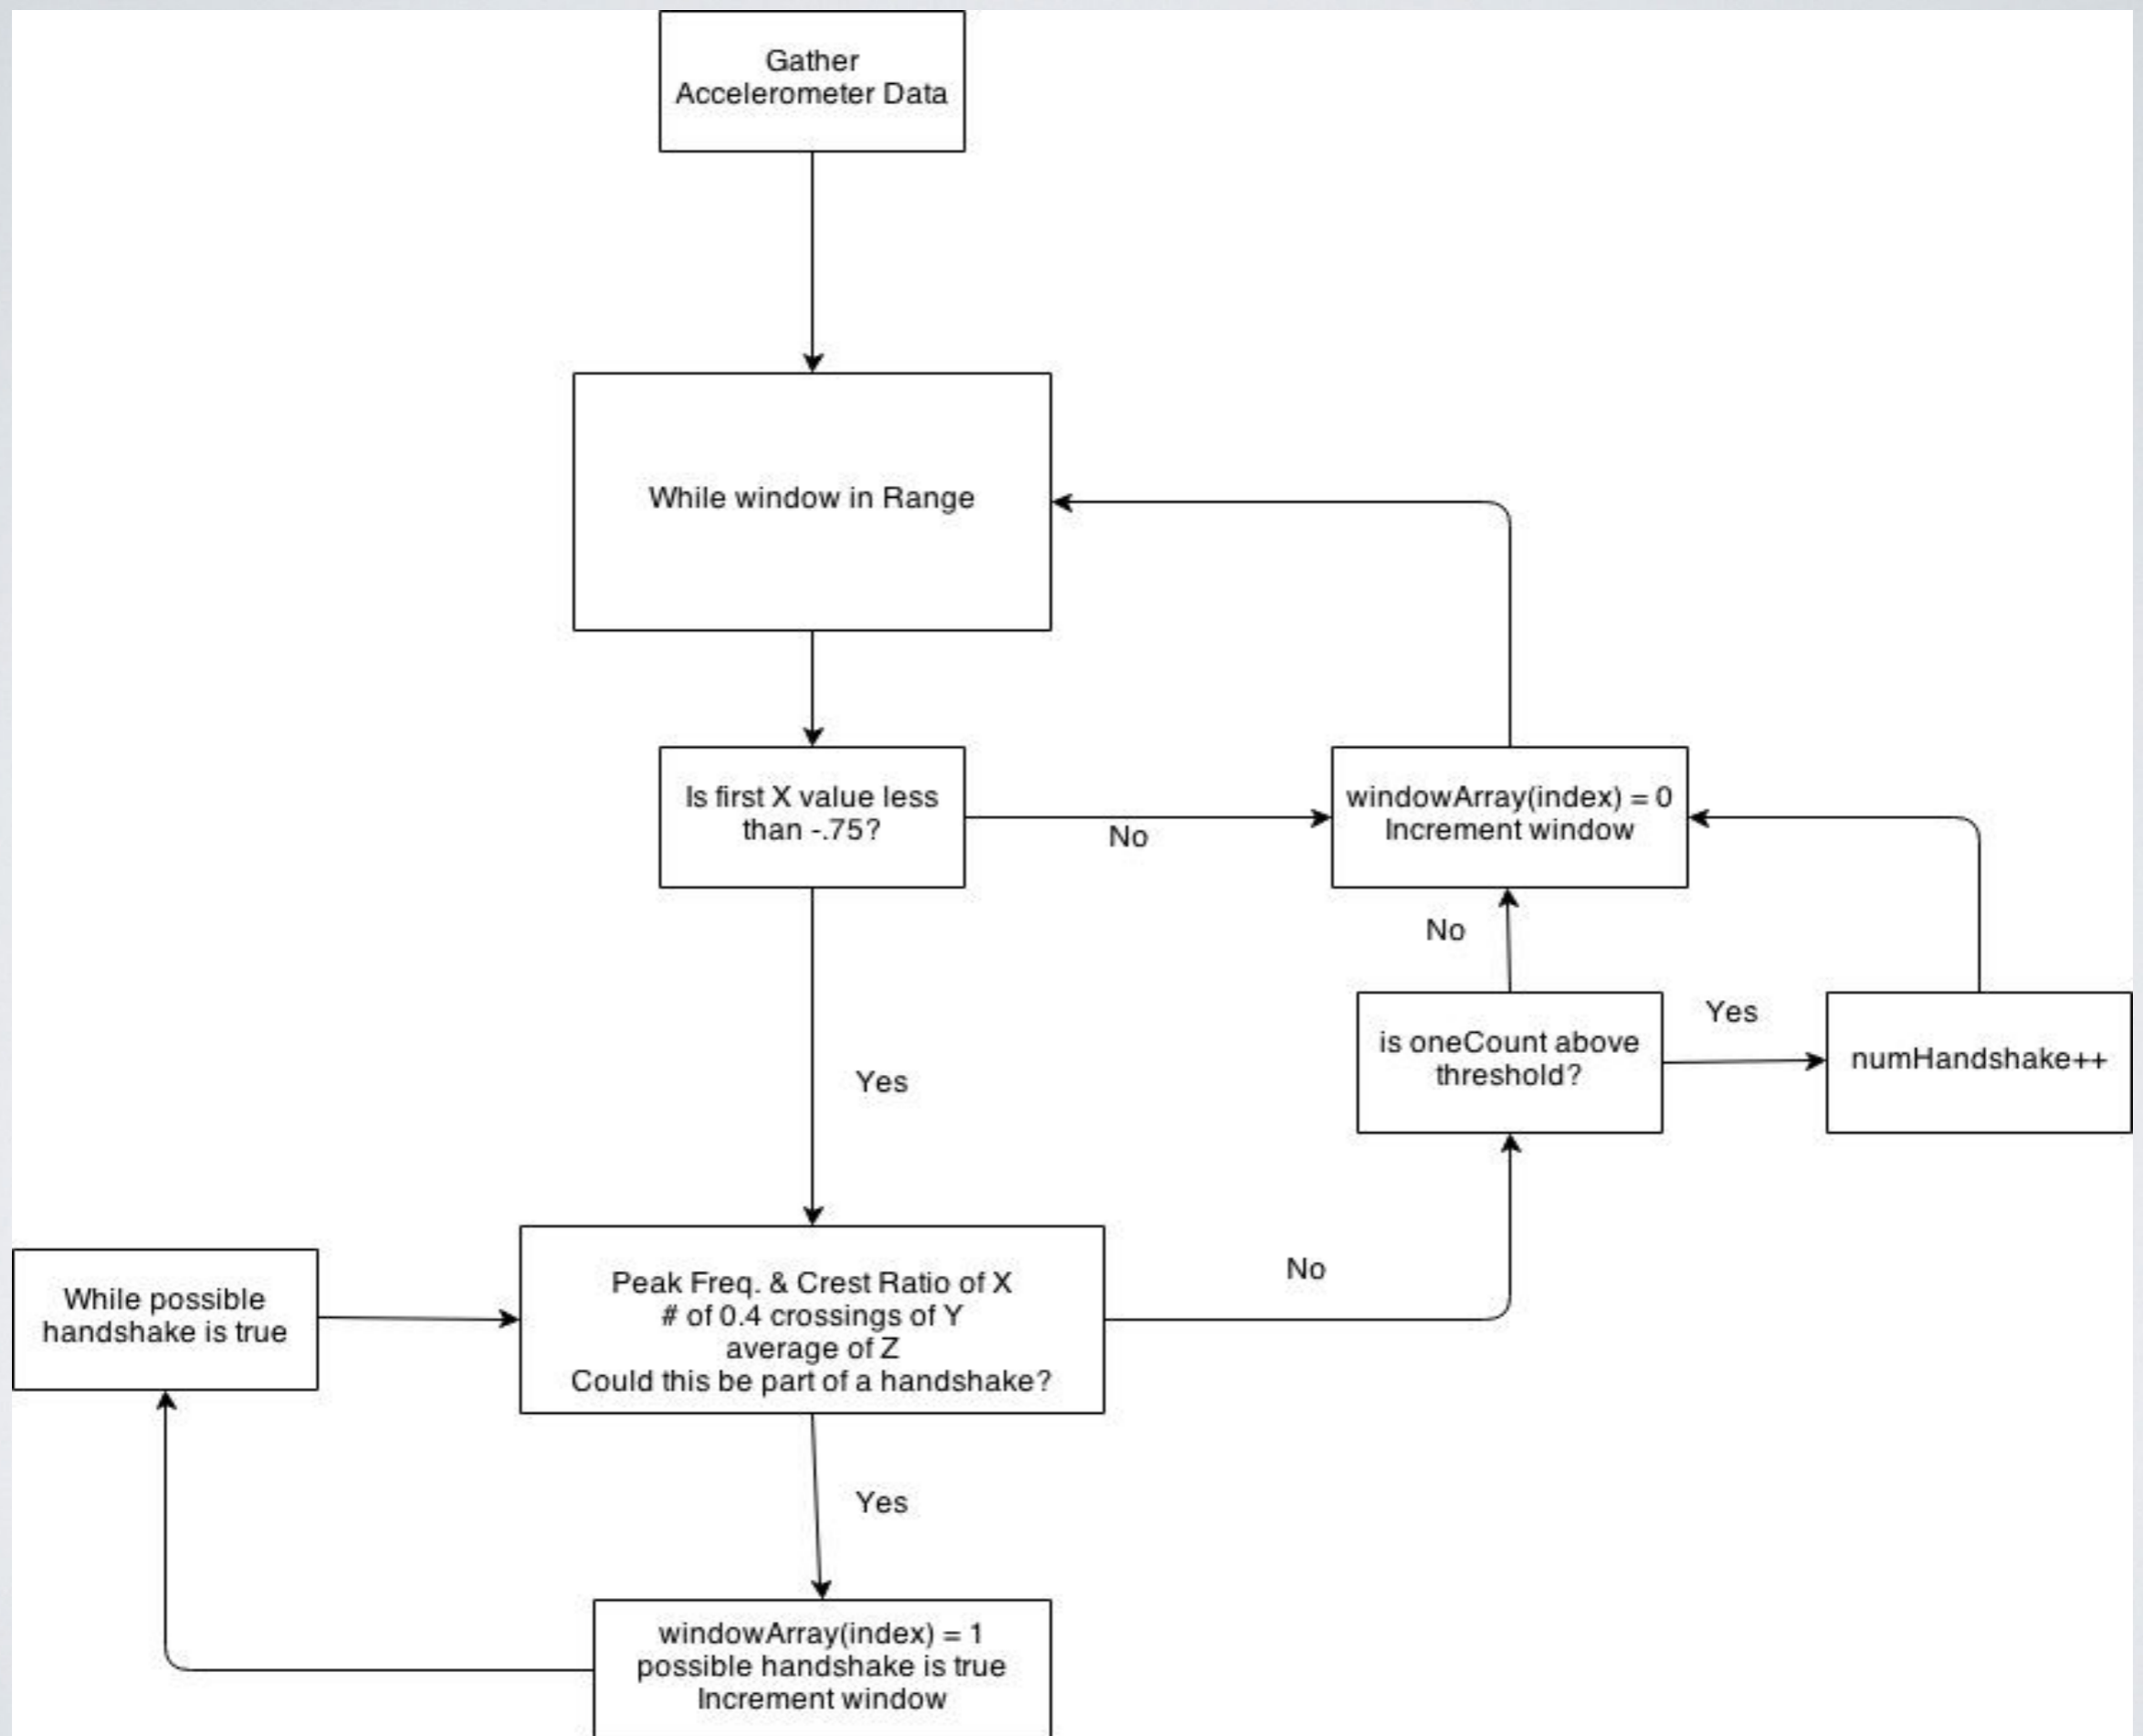 Gather
Accelerometer Data
While window in Range
Is first X value less
than -.75?
No
windowArray(index) = 0
Increment window
No
is oneCount above
threshold?
Yes
numHandshake++
Yes
While possible
handshake is true
Peak Freq. & Crest Ratio of X
# of 0.4 crossings of Y
average of Z
Could this be part of a handshake?
No
Yes
windowArray(index) = 1
possible handshake is true
Increment window